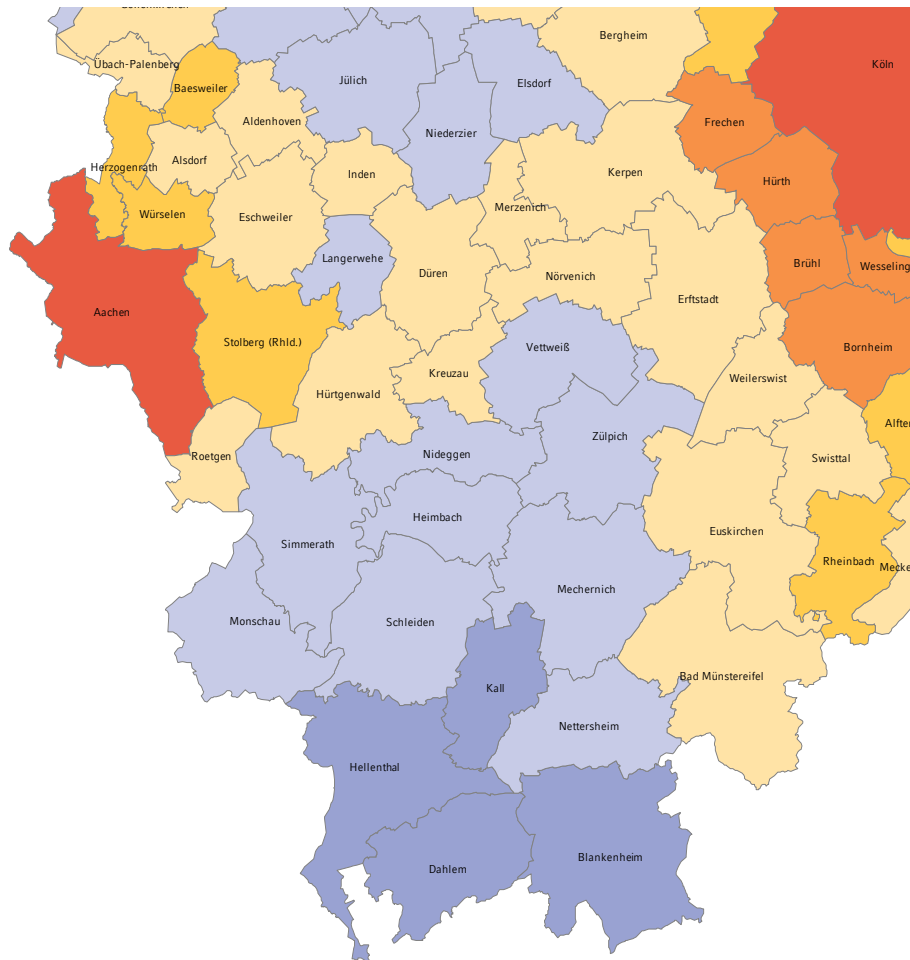 Bergheim
Köln
Übach-Palenberg
Jülich
Elsdorf
Baesweiler
Aldenhoven
Frechen
Niederzier
Alsdorf
Herzogenrath
Inden
Kerpen
Hürth
Merzenich
Würselen
Eschweiler
Langerwehe
Düren
Nörvenich
Brühl
Wesseling
Erftstadt
Aachen
Stolberg (Rhld.)
Vettweiß
Bornheim
Kreuzau
Weilerswist
Hürtgenwald
Alfter
Zülpich
Roetgen
Nideggen
Swisttal
Heimbach
Euskirchen
Simmerath
Rheinbach
Mecke
Mechernich
Monschau
Schleiden
Bad Münstereifel
Kall
Nettersheim
Hellenthal
Blankenheim
Dahlem